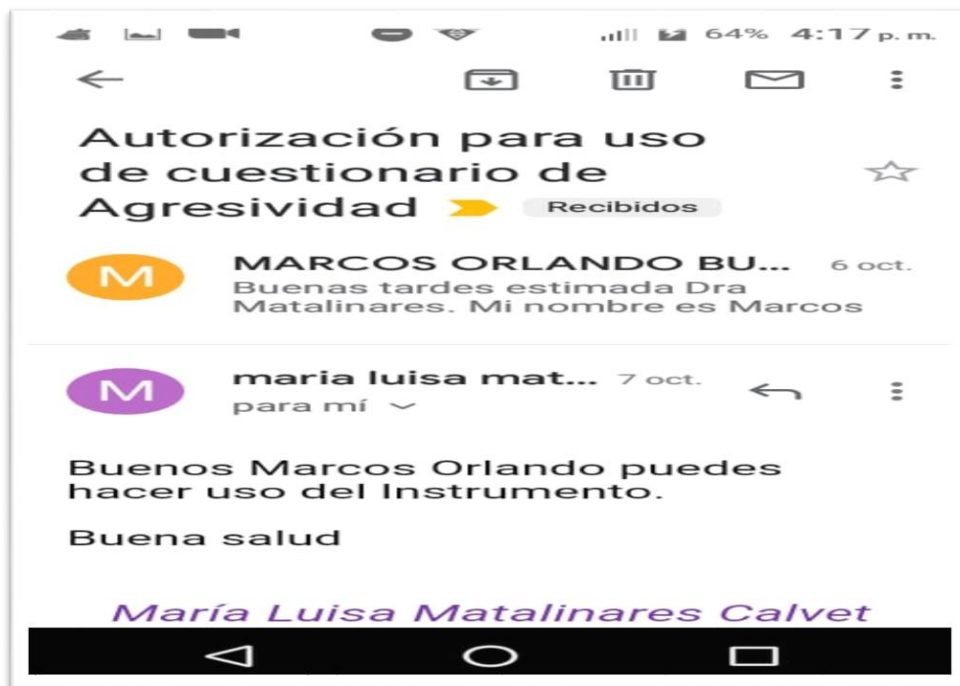 64% 4:17 p. m.
Autorización para uso
de cuestionario de
Agresividad Recibidos
M
MARCOS ORLANDO BU... 6 oct.
Buenas tardes estimada Dra
Matalinares. Mi nombre es Marcos
M
maria luisa mat... 7 oct.
para mí
Buenos Marcos Orlando puedes
hacer uso del Instrumento.
Buena salud
María Luisa Matalinares Calvet